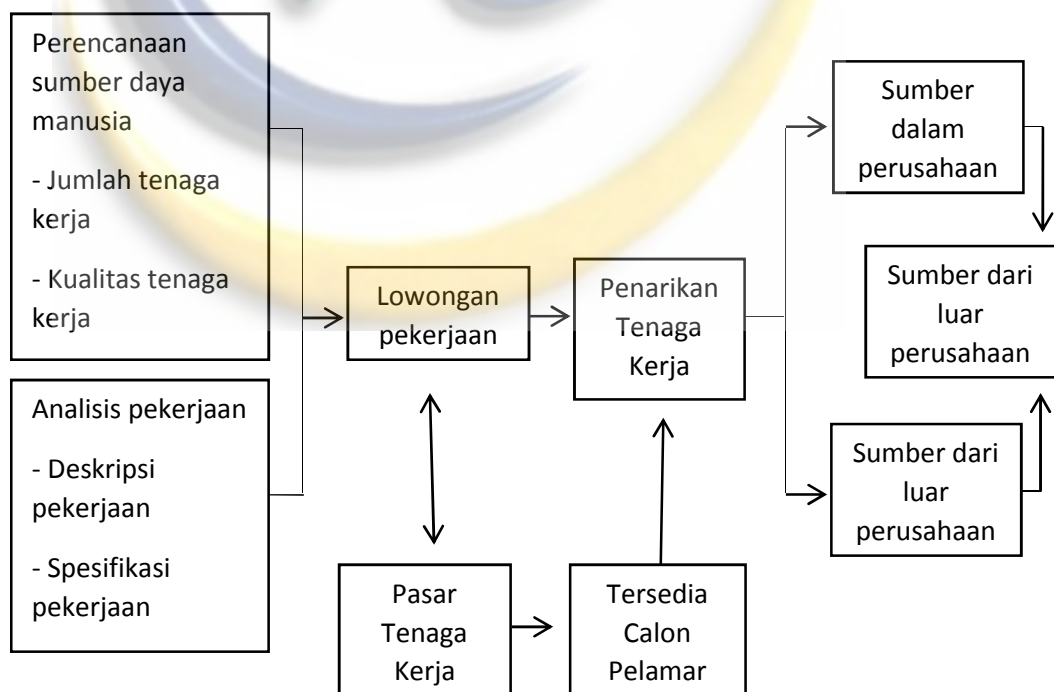 Perencanaan
sumber daya
manusia
- Jumlah tenaga
kerja
- Kualitas tenaga
kerja
Analisis pekerjaan
- Deskripsi
pekerjaan
- Spesifikasi
pekerjaan
Lowongan
pekerjaan
Pasar
Tenaga
Kerja
Penarikan
Tenaga
Kerja
Tersedia
Calon
Pelamar
Sumber
dalam
perusahaan
Sumber dari
luar
perusahaan
Sumber dari
luar
perusahaan